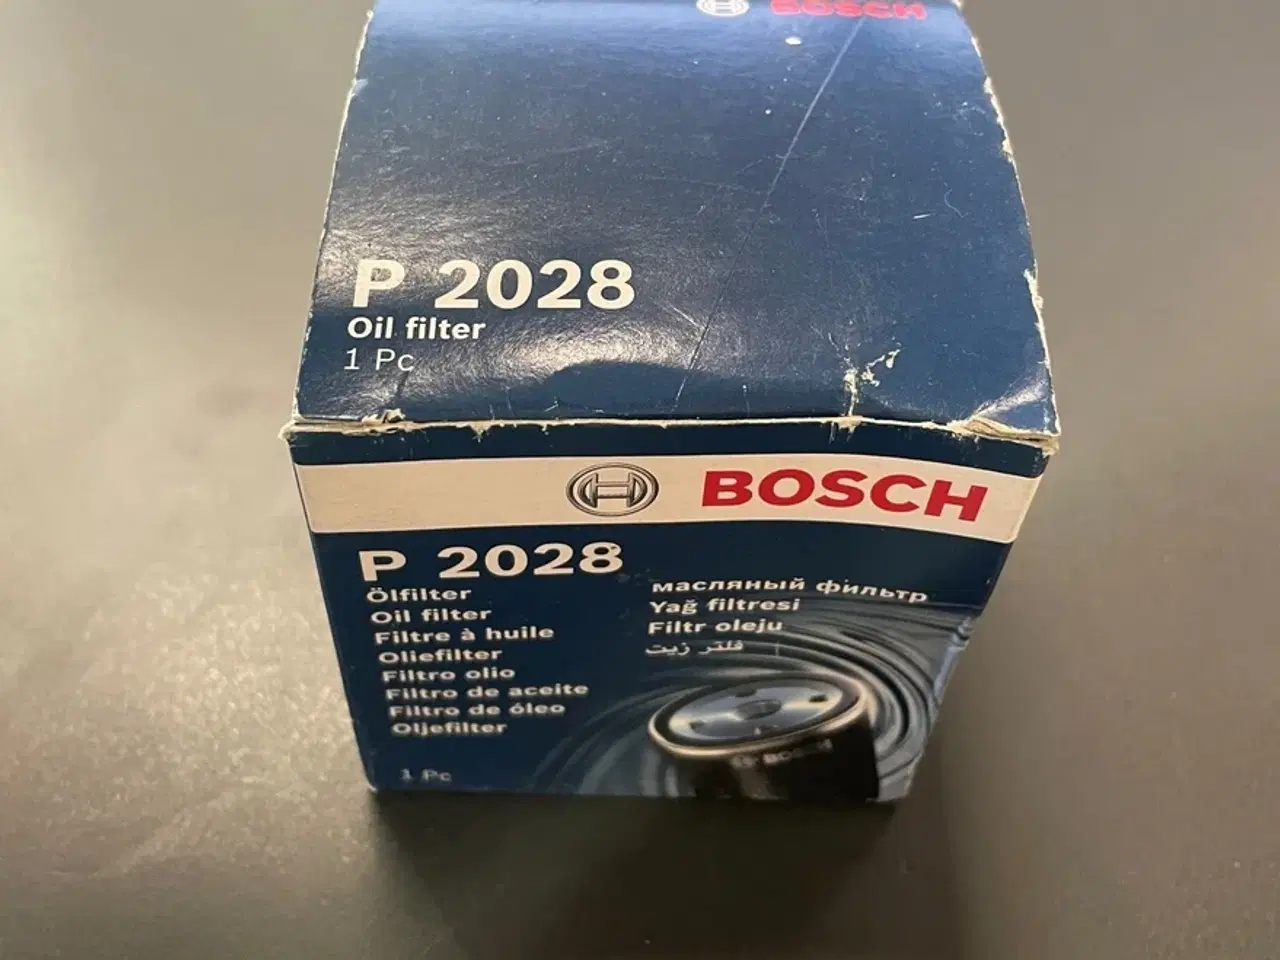 BOSCH
P 2028
Oil filter
1 Pc
BOSCH
P 2028
Ölfilter
Oil filter
Filtre à huile
Oliefilter
Filtro olio
Filtro de aceite
Filtro de óleo
Oljefilter
1 Pc
масляный фильтр
Yağ filtresi
Filtr oleju
فلتر زيت
BOSCH